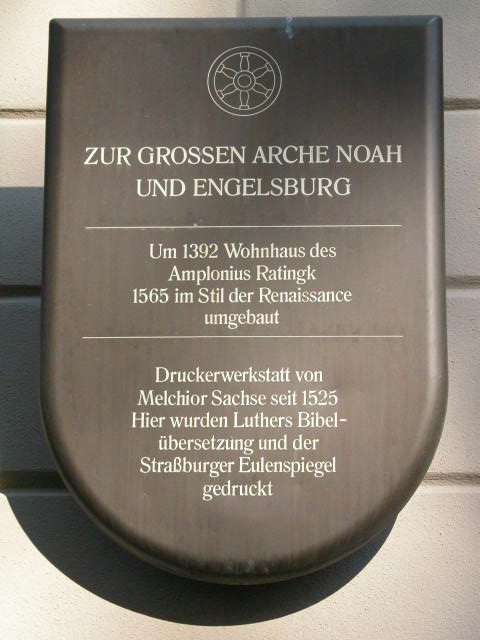 ZUR GROSSEN ARCHE NOAH
UND ENGELSBURG
Um 1392 Wohnhaus des
Amplonius Ratingk
1565 im Stil der Renaissance
umgebaut
Druckerwerkstatt von
Melchior Sachse seit 1525
Hier wurden Luthers Bibel-
übersetzung und der
Straßburger Eulenspiegel
gedruckt